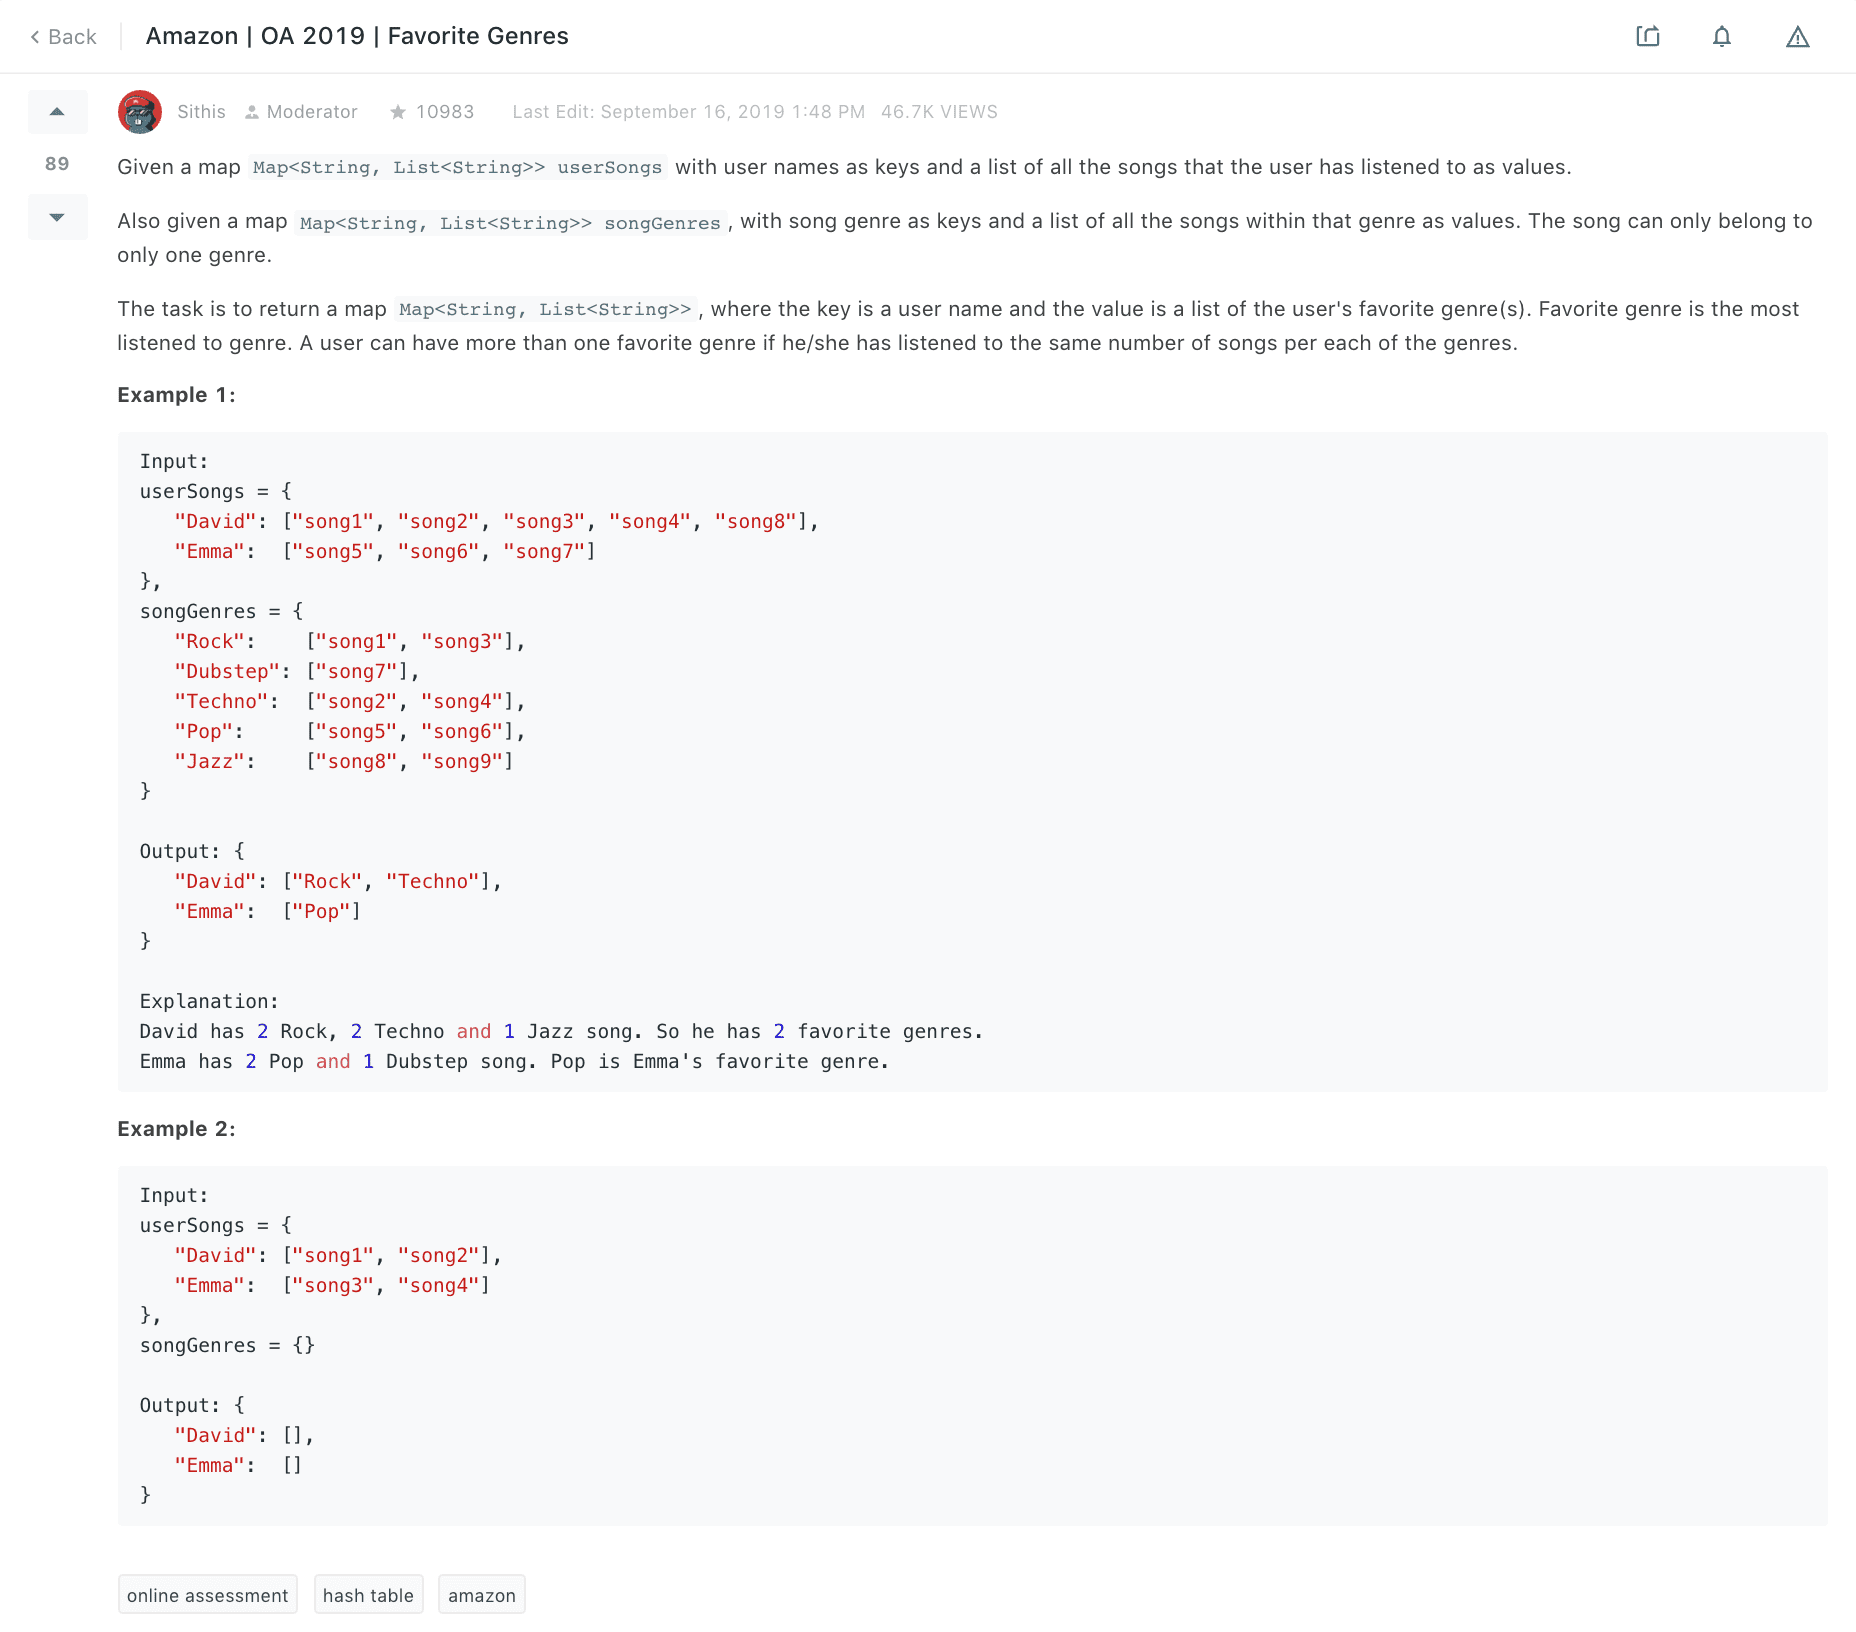 Back
Amazon | OA 2019 | Favorite Genres
Sithis Moderator 10983 Last Edit: September 16, 2019 1:48 PM 46.7K VIEWS
89
Given a map Map<String, List<String>> userSongs with user names as keys and a list of all the songs that the user has listened to as values.
Also given a map Map<String, List<String>> songGenres, with song genre as keys and a list of all the songs within that genre as values. The song can only belong to
only one genre.
The task is to return a map Map<String, List<String>>, where the key is a user name and the value is a list of the user's favorite genre(s). Favorite genre is the most
listened to genre. A user can have more than one favorite genre if he/she has listened to the same number of songs per each of the genres.
Example 1:
Input:
userSongs = {
   "David": ["song1", "song2", "song3", "song4", "song8"],
   "Emma":  ["song5", "song6", "song7"]
},
songGenres = {
   "Rock":    ["song1", "song3"],
   "Dubstep": ["song7"],
   "Techno":  ["song2", "song4"],
   "Pop":     ["song5", "song6"],
   "Jazz":    ["song8", "song9"]
}
Output: {
   "David": ["Rock", "Techno"],
   "Emma":  ["Pop"]
}
Explanation:
David has 2 Rock, 2 Techno and 1 Jazz song. So he has 2 favorite genres.
Emma has 2 Pop and 1 Dubstep song. Pop is Emma's favorite genre.
Example 2:
Input:
userSongs = {
   "David": ["song1", "song2"],
   "Emma":  ["song3", "song4"]
},
songGenres = {}
Output: {
   "David": [],
   "Emma":  []
}
online assessment hash table amazon